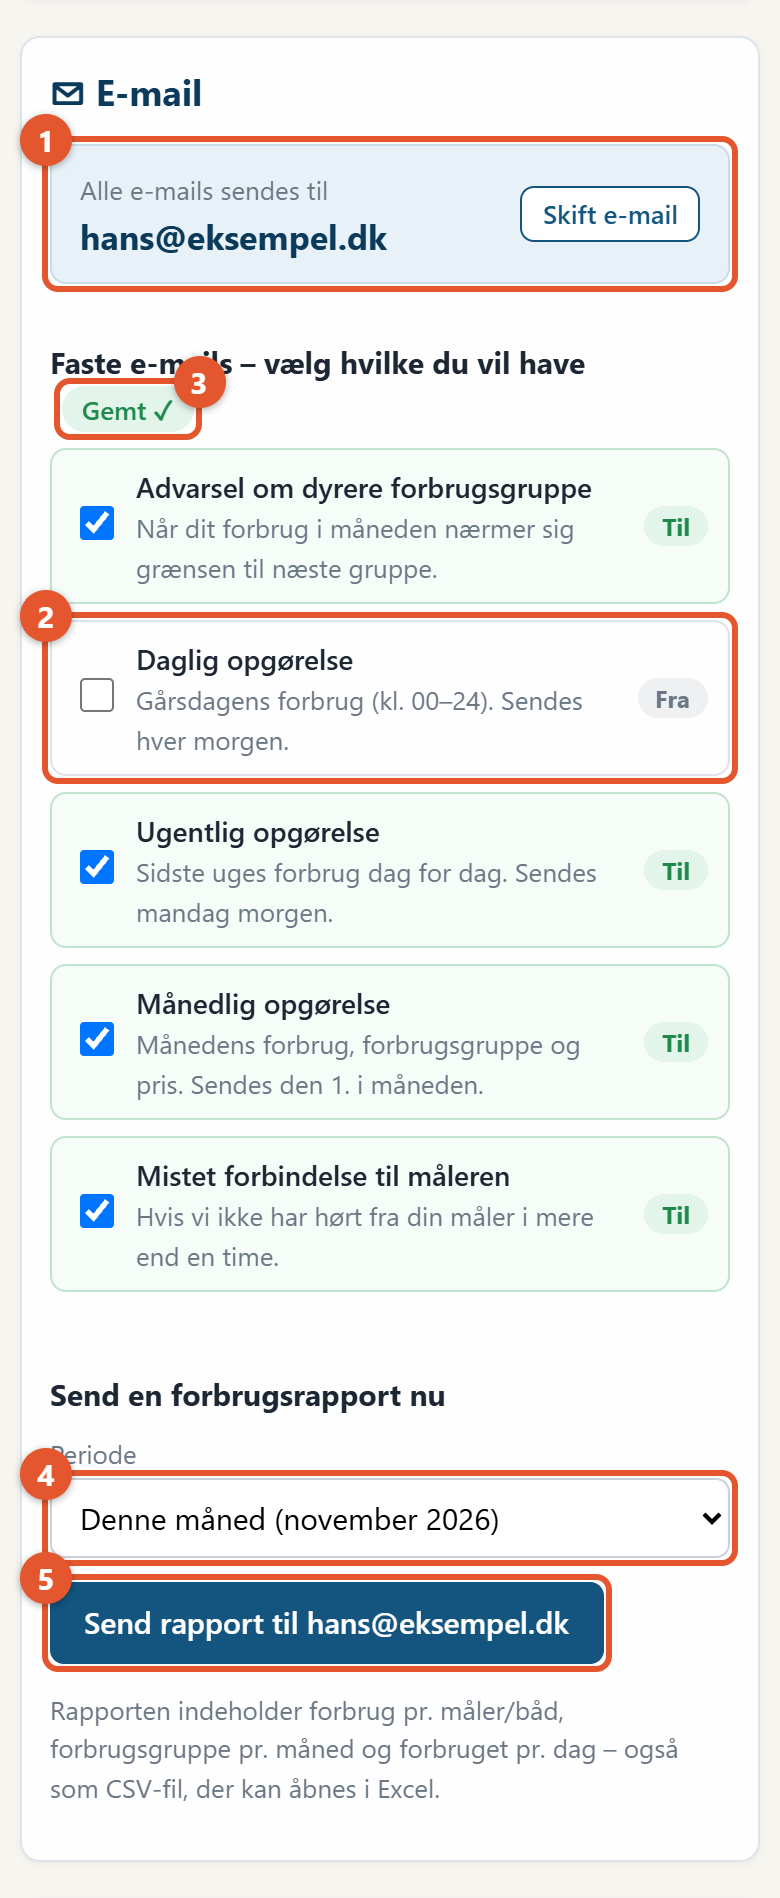 E-mail
1
Alle e-mails sendes til
hans@eksempel.dk
Skift e-mail
Faste e-mails – vælg hvilke du vil have
3
Gemt ✓
Advarsel om dyrere forbrugsgruppe
Når dit forbrug i måneden nærmer sig
grænsen til næste gruppe.
Til
2
Daglig opgørelse
Gårsdagens forbrug (kl. 00–24). Sendes
hver morgen.
Fra
Ugentlig opgørelse
Sidste uges forbrug dag for dag. Sendes
mandag morgen.
Til
Månedlig opgørelse
Månedens forbrug, forbrugsgruppe og
pris. Sendes den 1. i måneden.
Til
Mistet forbindelse til måleren
Hvis vi ikke har hørt fra din måler i mere
end en time.
Til
Send en forbrugsrapport nu
Periode
4
Denne måned (november 2026)
5
Send rapport til hans@eksempel.dk
Rapporten indeholder forbrug pr. måler/båd,
forbrugsgruppe pr. måned og forbruget pr. dag – også
som CSV-fil, der kan åbnes i Excel.